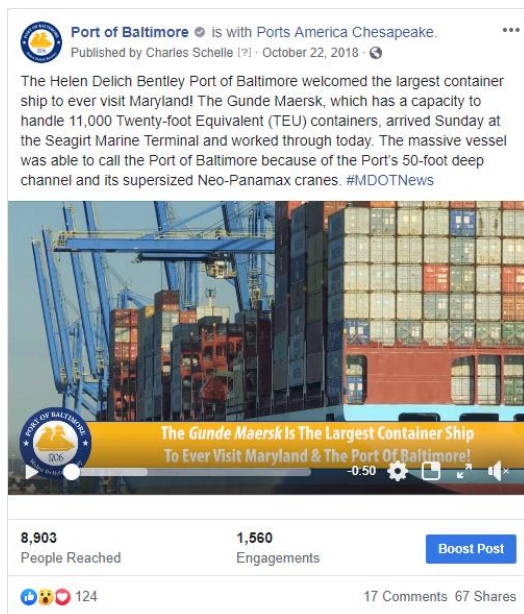 Port of Baltimore is with Ports America Chesapeake.
Published by Charles Schelle [?] · October 22, 2018 ·
The Helen Delich Bentley Port of Baltimore welcomed the largest container
ship to ever visit Maryland! The Gunde Maersk, which has a capacity to
handle 11,000 Twenty-foot Equivalent (TEU) containers, arrived Sunday at
the Seagirt Marine Terminal and worked through today. The massive vessel
was able to call the Port of Baltimore because of the Port's 50-foot deep
channel and its supersized Neo-Panamax cranes. #MDOTNews
PORT OF BALTIMORE
1706
The Gunde Maersk Is The Largest Container Ship
To Ever Visit Maryland & The Port Of Baltimore!
-0:50
8,903
People Reached
1,560
Engagements
Boost Post
124
17 Comments 67 Shares